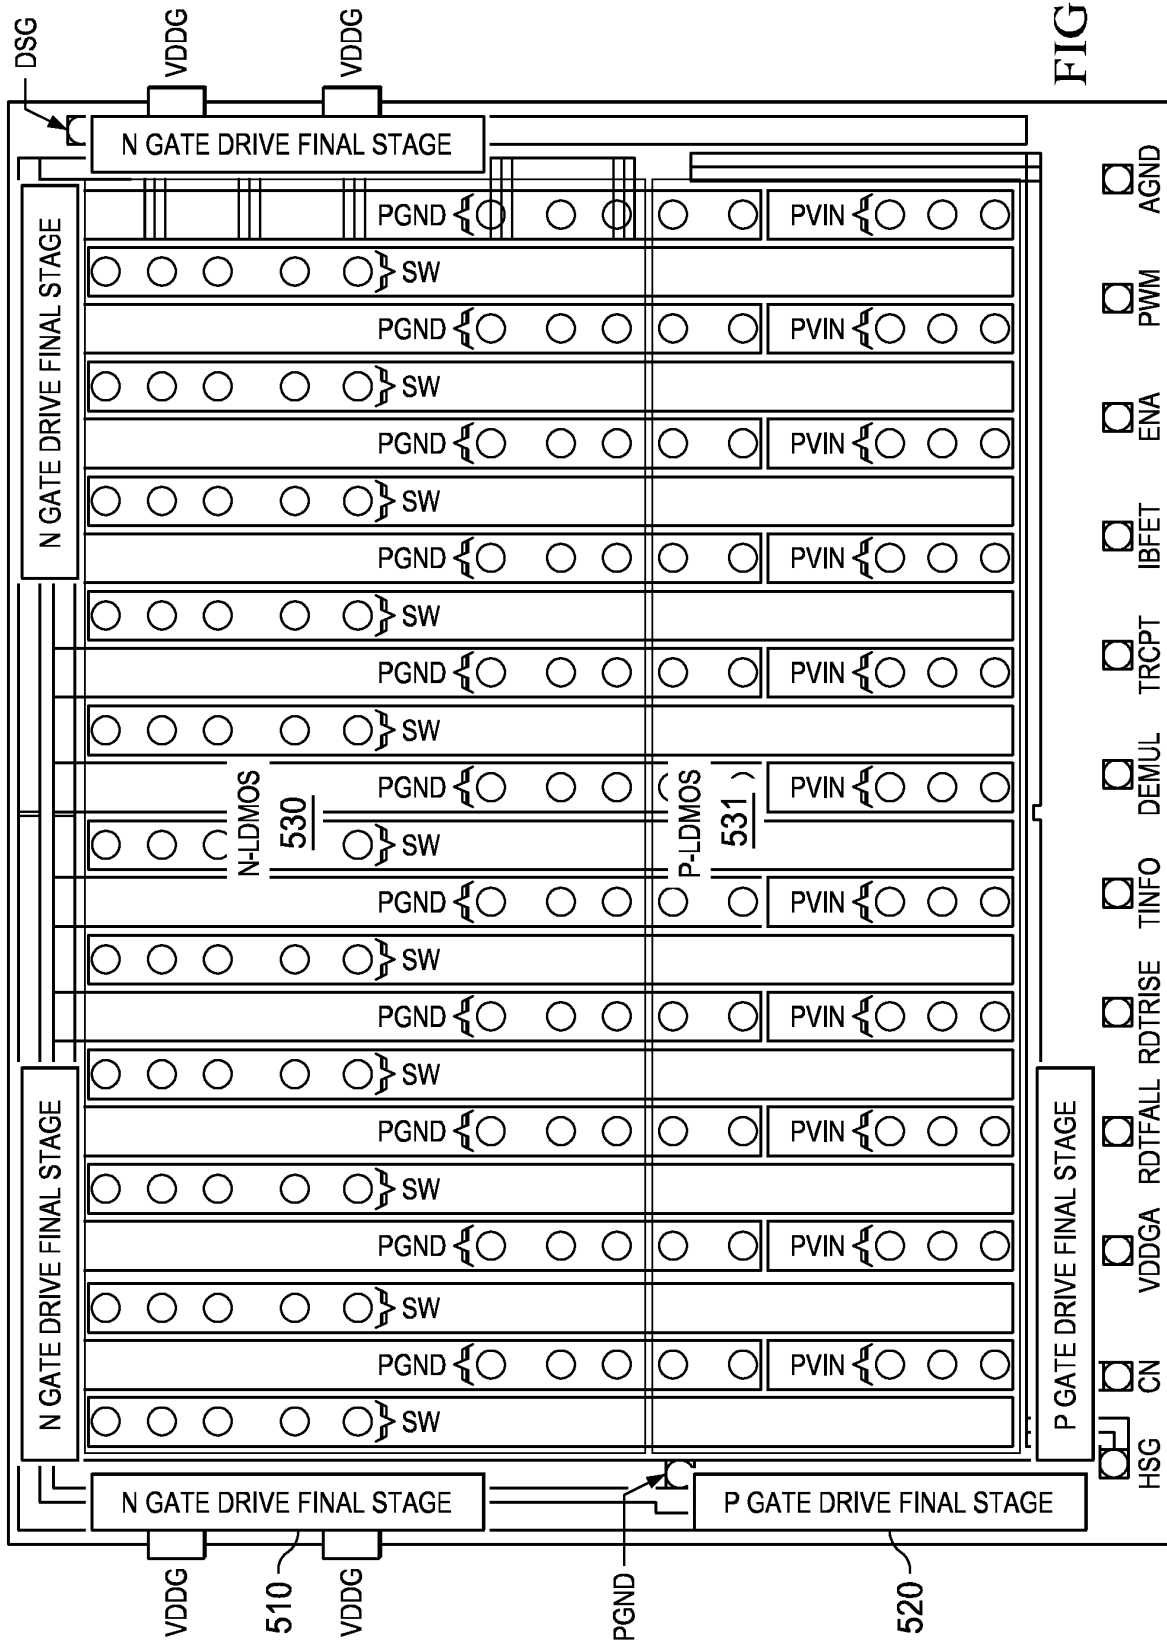 DSG
VDDG
VDDG
FIG
N GATE DRIVE FINAL STAGE
N GATE DRIVE FINAL STAGE
PGND
PVIN
SW
PGND
PVIN
SW
PGND
PVIN
SW
PGND
PVIN
SW
PGND
PVIN
SW
N-LDMOS
530
P-LDMOS
531
PGND
PVIN
SW
PGND
PVIN
SW
PGND
PVIN
SW
PGND
PVIN
SW
PGND
PVIN
SW
PGND
PVIN
SW
N GATE DRIVE FINAL STAGE
P GATE DRIVE FINAL STAGE
N GATE DRIVE FINAL STAGE
P GATE DRIVE FINAL STAGE
VDDG
510
VDDG
PGND
520
HSG
CN
VDDGA
RDTFALL
RDTRISE
TINFO
DEMUL
TRCPT
IBFET
ENA
PWM
AGND